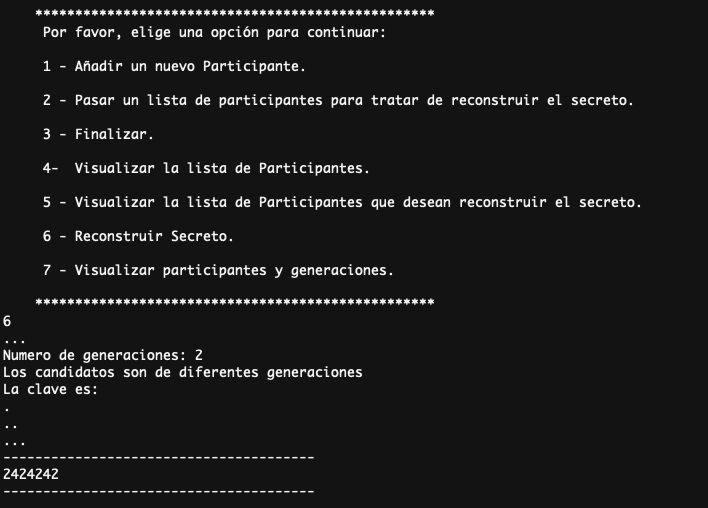 **************************************************
Por favor, elige una opción para continuar:
1 - Añadir un nuevo Participante.
2 - Pasar un lista de participantes para tratar de reconstruir el secreto.
3 - Finalizar.
4-  Visualizar la lista de Participantes.
5 - Visualizar la lista de Participantes que desean reconstruir el secreto.
6 - Reconstruir Secreto.
7 - Visualizar participantes y generaciones.
**************************************************
6
...
Numero de generaciones: 2
Los candidatos son de diferentes generaciones
La clave es:
.
..
...
---------------------------------------
2424242
---------------------------------------